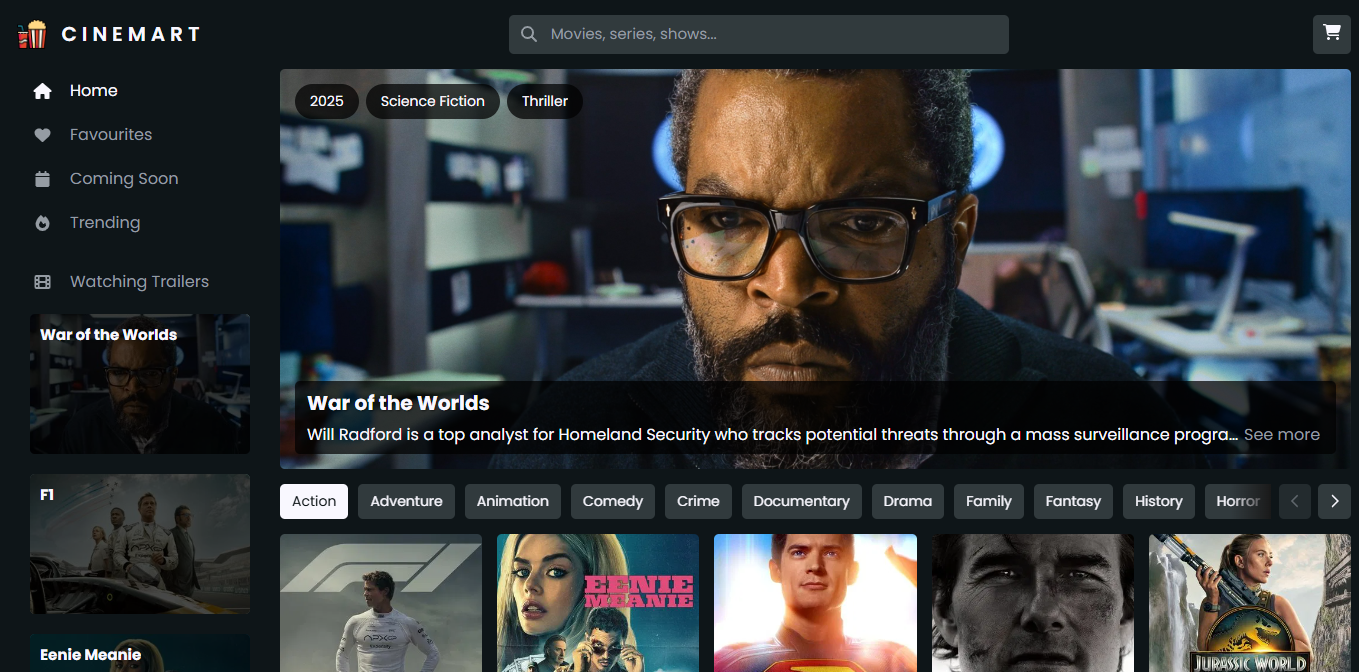 CINEMART
Movies, series, shows...
Home
Favourites
Coming Soon
Trending
Watching Trailers
War of the Worlds
F1
Eenie Meanie
2025 Science Fiction Thriller
War of the Worlds
Will Radford is a top analyst for Homeland Security who tracks potential threats through a mass surveillance progra... See more
Action Adventure Animation Comedy Crime Documentary Drama Family Fantasy History Horror
EENIE
MEANIE
JURASSIC WORLD